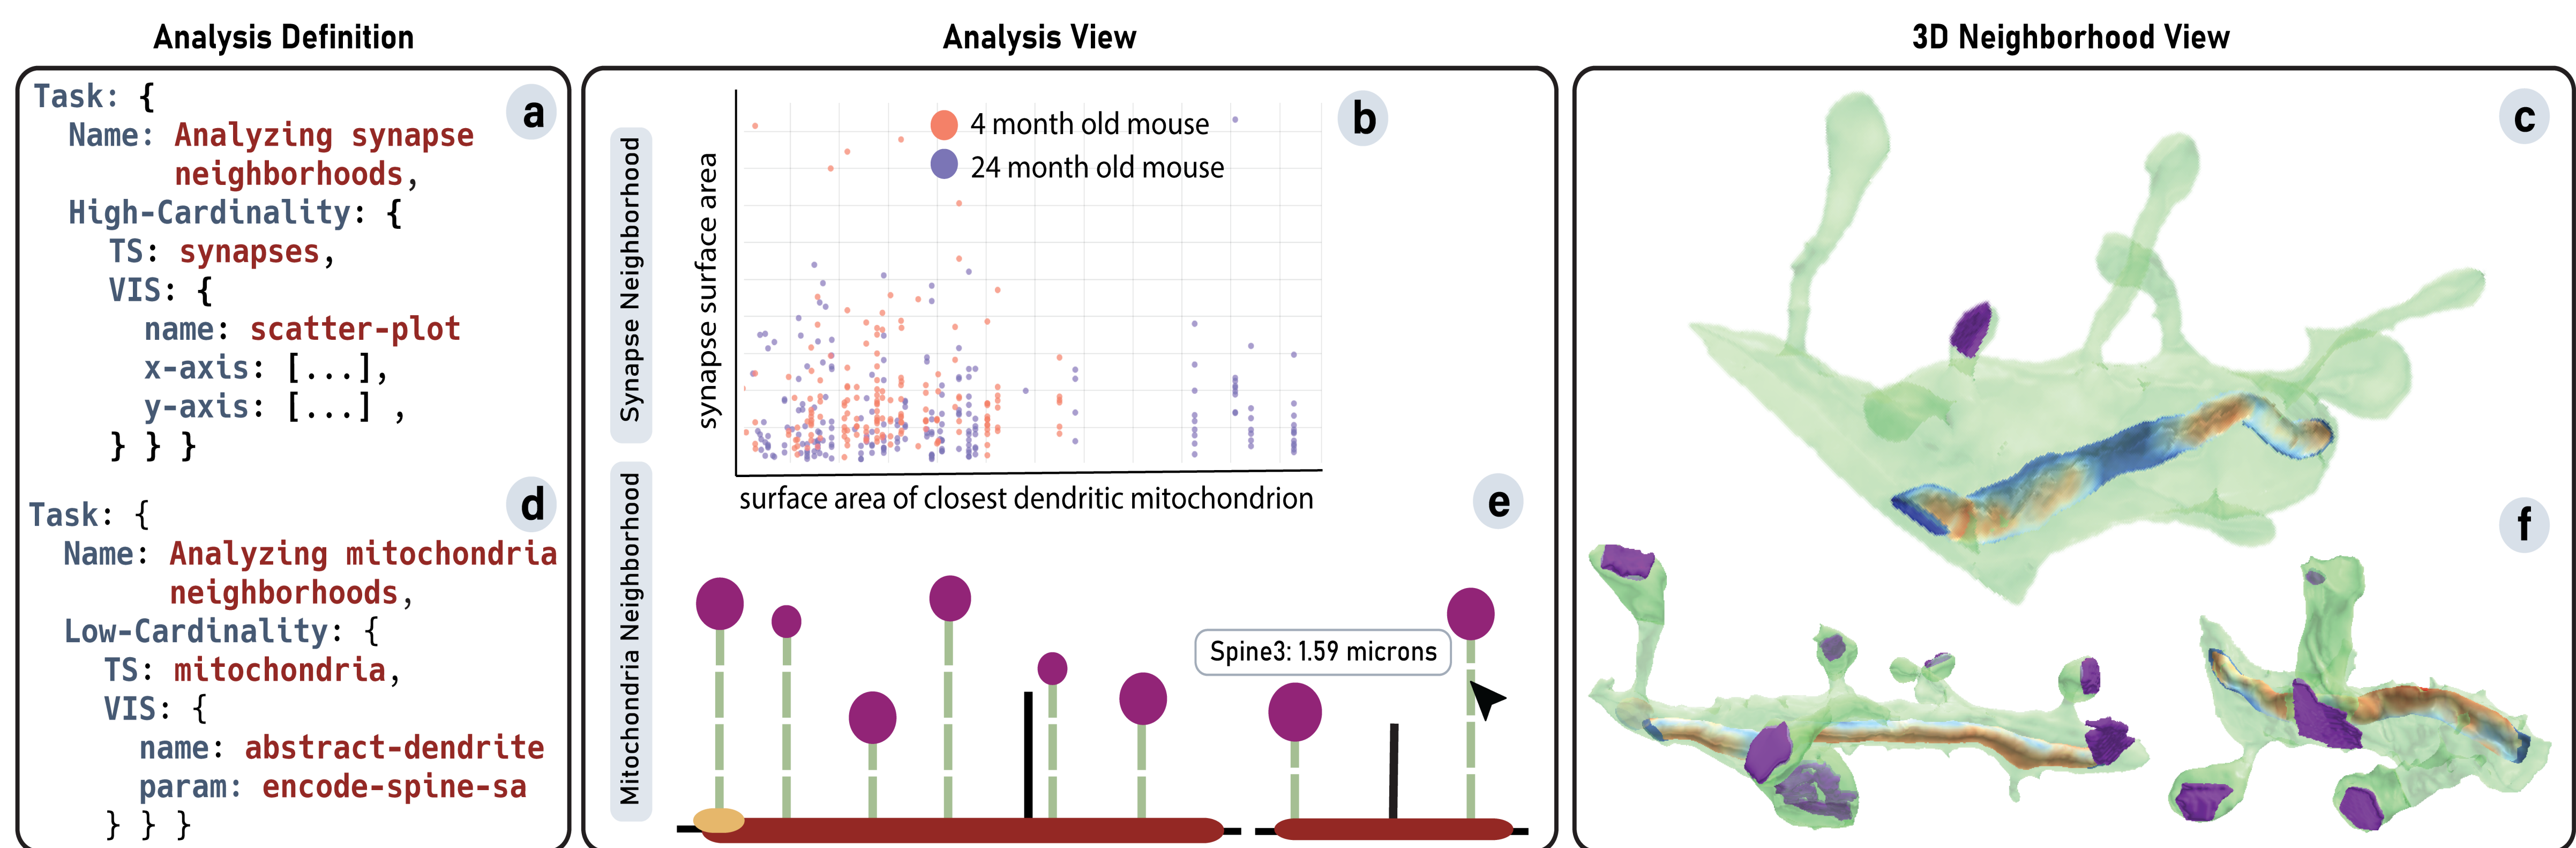 Analysis Definition
Task: {
Name: Analyzing synapse
neighborhoods,
High-Cardinality: {
TS: synapses,
VIS: {
name: scatter-plot
x-axis: [...],
y-axis: [...] ,
} } }
a
Task: {
Name: Analyzing mitochondria
neighborhoods,
Low-Cardinality: {
TS: mitochondria,
VIS: {
name: abstract-dendrite
param: encode-spine-sa
} } }
d
Analysis View
Synapse Neighborhood
synapse surface area
4 month old mouse
24 month old mouse
b
surface area of closest dendritic mitochondrion
e
Mitochondria Neighborhood
Spine3: 1.59 microns
3D Neighborhood View
c
f